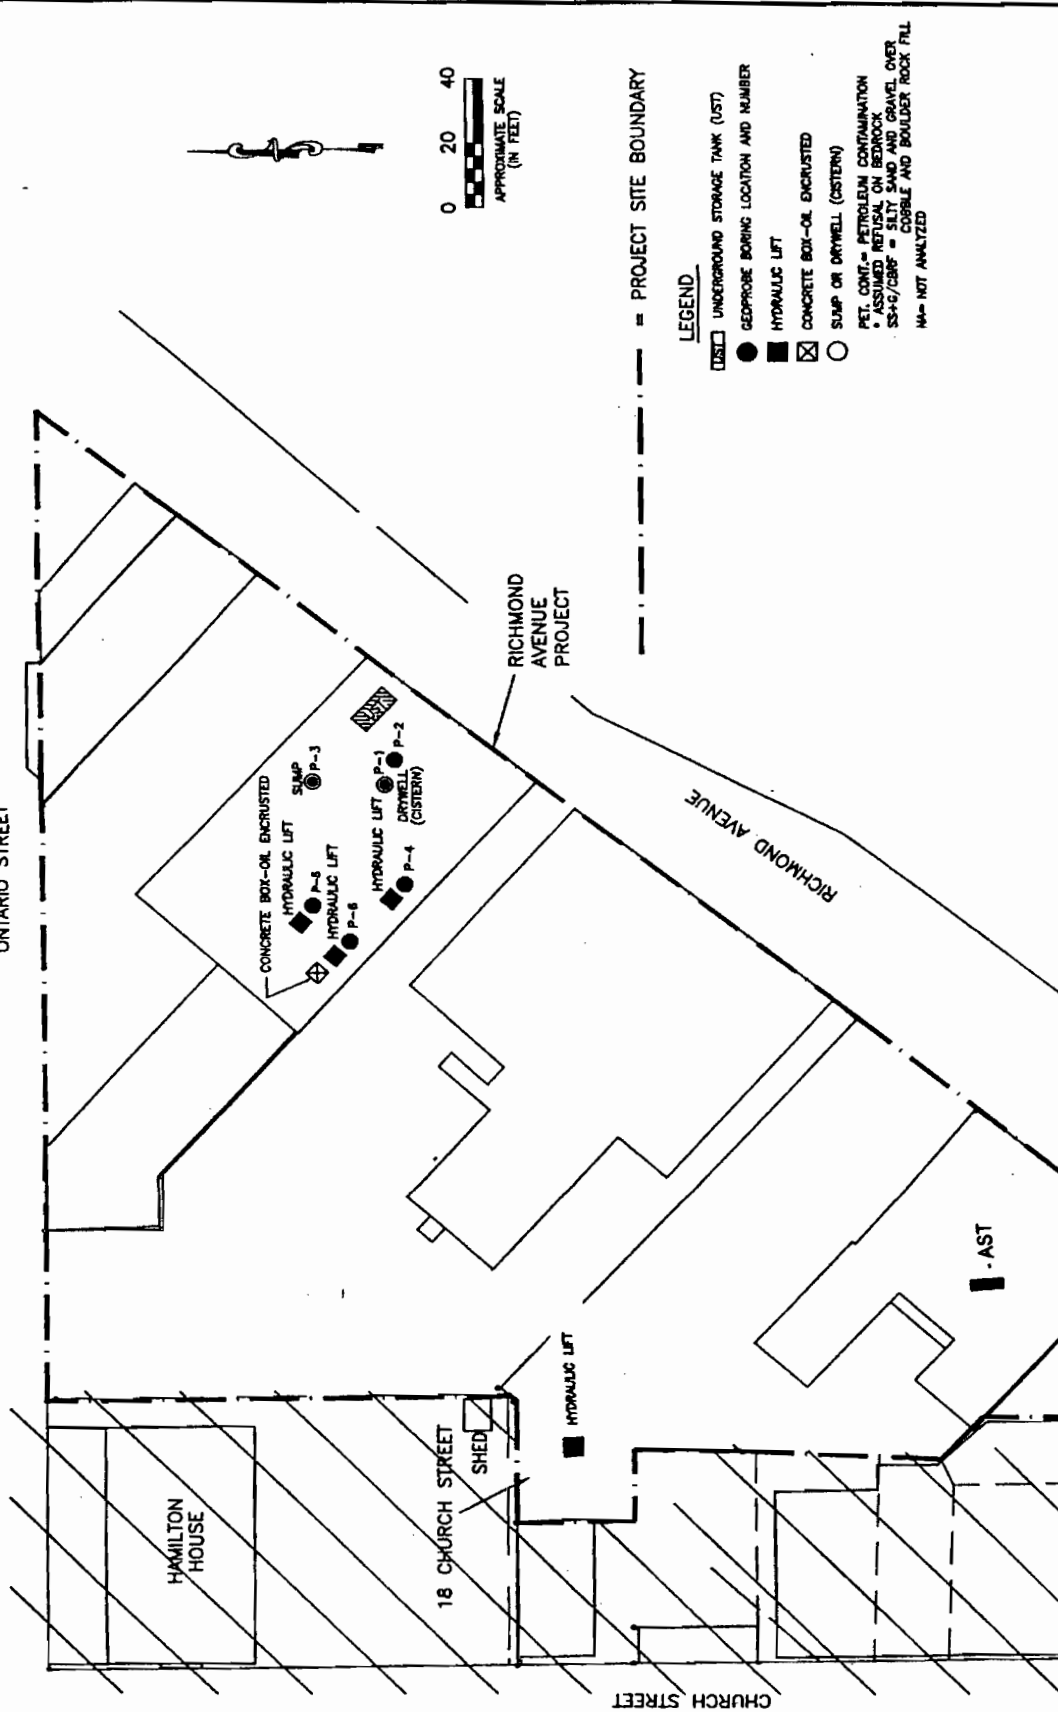 ONTARIO STREET
0 20 40
APPROXIMATE SCALE
(IN FEET)
= PROJECT SITE BOUNDARY
LEGEND
UST UNDERGROUND STORAGE TANK (UST)
GEOPROBE BORING LOCATION AND NUMBER
HYDRAULIC LIFT
CONCRETE BOX-OIL ENCRUSTED
SUMP OR DRYWELL (CISTERN)
PET. CONT.= PETROLEUM CONTAMINATION
* ASSUMED REFUSAL ON BEDROCK
SS+G/CBRF = SILTY SAND AND GRAVEL OVER
COBBLE AND BOULDER ROCK FILL
NA= NOT ANALYZED
RICHMOND
AVENUE
PROJECT
CONCRETE BOX-OIL ENCRUSTED
HYDRAULIC LIFT
P-5
HYDRAULIC LIFT
P-6
SUMP
P-3
HYDRAULIC LIFT
P-4
P-1
P-2
DRYWELL
(CISTERN)
RICHMOND AVENUE
HAMILTON
HOUSE
18 CHURCH STREET
SHED
HYDRAULIC LIFT
AST
CHURCH STREET